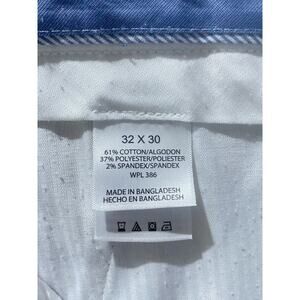 32 X 30
61% COTTON/ALGODON
37% POLYESTER/POLIESTER
2% SPANDEX/SPANDEX
WPL 386
MADE IN BANGLADESH
HECHO EN BANGLADESH